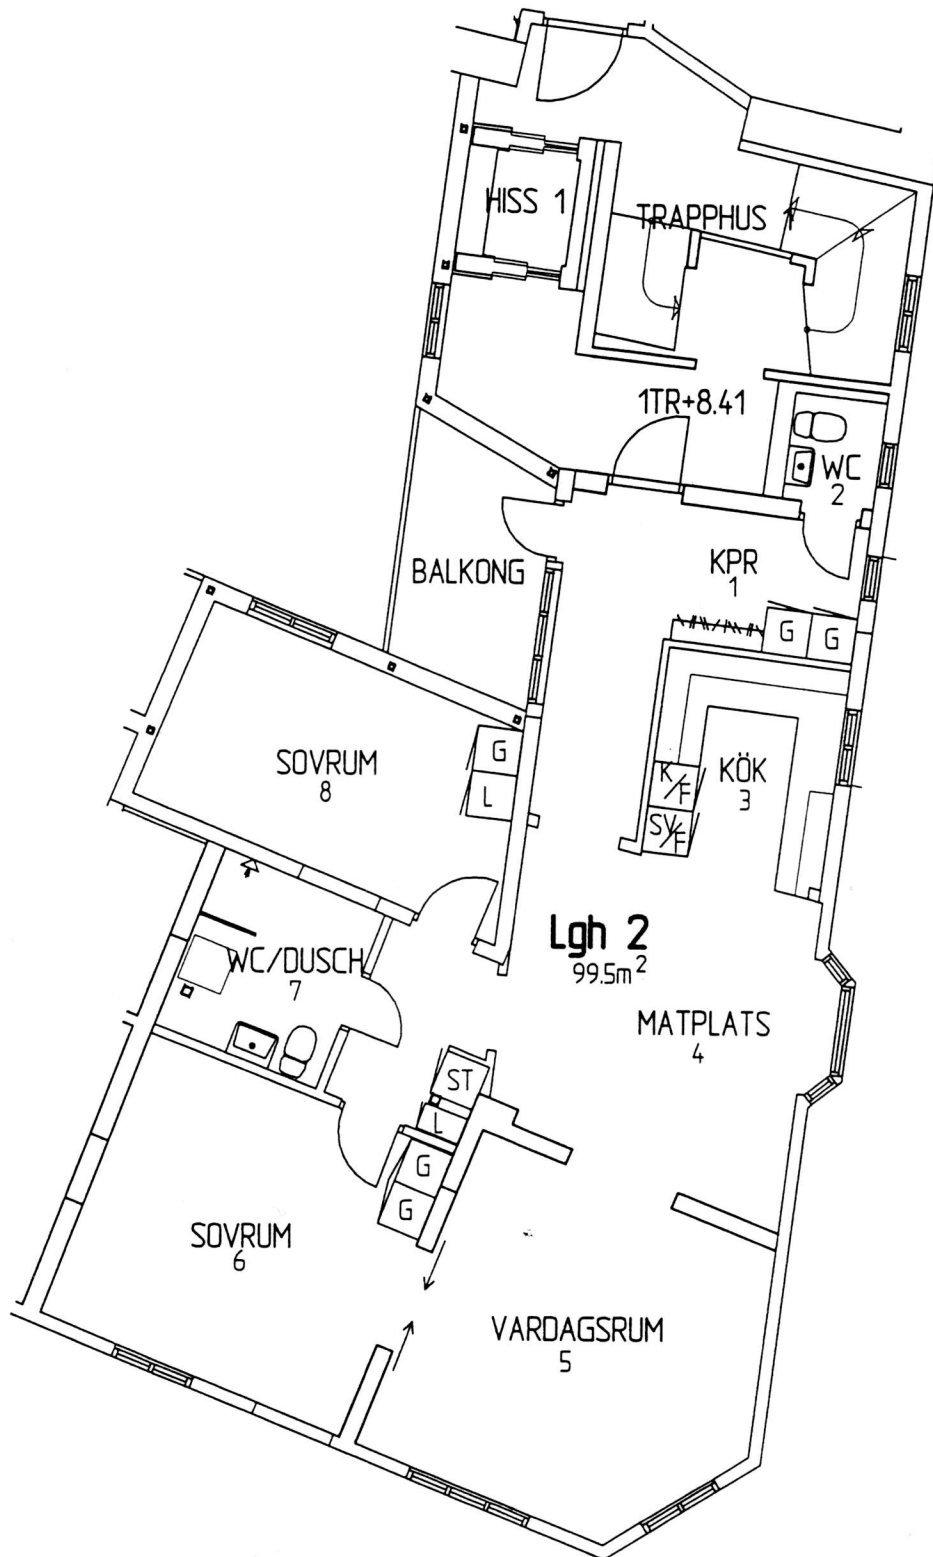 HISS 1
TRAPPHUS 1
1TR+8.41
WC
2
BALKONG
KPR
1
G
G
SOVRUM
8
G
L
K/F
SV/F
KÖK
3
Lgh 2
99.5m²
WC/DUSCH
7
MATPLATS
4
ST
L
G
G
SOVRUM
6
VARDAGSRUM
5